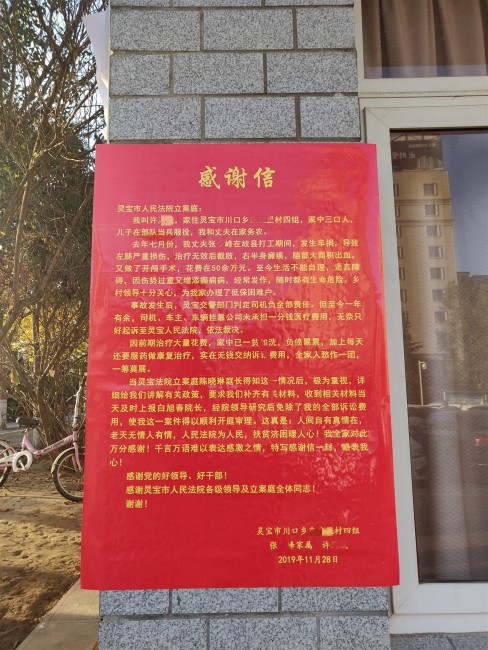 感谢信
灵宝市人民法院立案庭：
我叫许，家住灵宝市川口乡村四组，家中三口人，
儿子在部队当兵服役，我和丈夫在家务农。
去年七月份，我丈夫张峰在故县打工期间，发生车祸，导致
左肠严重损伤，治疗无效后截肢，右半身瘫痪，脑部大面积出血，
又做了开颅手术，花费在50余万元。至今生活不能自理，语言障
碍，因伤势过重又增添癫痫病，经常发作，随时都有生命危险。乡
村领导十分关心，为我家办理了低保困难户。
事故发生后，灵宝交警部门判定司机负全部责任。但至今一年
有余，司机、车主、车辆挂靠公司未承担一分钱医疗费用，无奈只
好起诉至灵宝人民法院，依法裁决。
因前期治疗大量花费，家中已一贫洗，负债累累，加上每天
还要服药做康复治疗，实在无钱交纳诉费用，全家人愁作一团，
一筹莫展。
当灵宝法院立案庭陈晓琳庭长得知这一情况后，极为重视，详
细给我们讲解有关政策，要求我们补齐有关材料，收到相关材料当
天及时上报白旭春院长，经院领导研究后免除了我的全部诉讼费
用，使我这一案件得以顺利开庭审理，这真是：人间自有真情在，
老天无情人有情，人民法院为人民，扶贫济困暖人心！我全家对此
万分感谢！千言万语难以表达感激之情，特写感谢信一封，略表我
心！
感谢党的好领导、好干部！
感谢灵宝市人民法院各级领导及立案庭全体同志！
谢谢！
灵宝市川口乡村四组
张峰家属 许
2019年11月28日